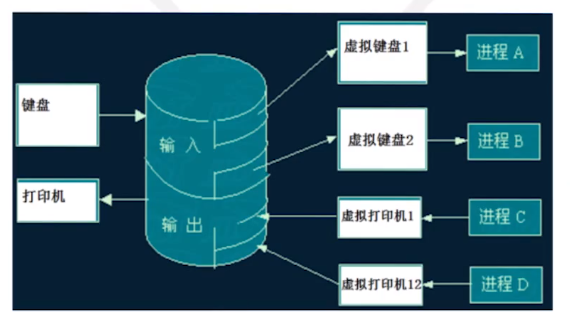 虚拟键盘1
进程 A
键盘
输 入
虚拟键盘2
进程 B
打印机
输 出
虚拟打印机1
进程 C
虚拟打印机12
进程 D